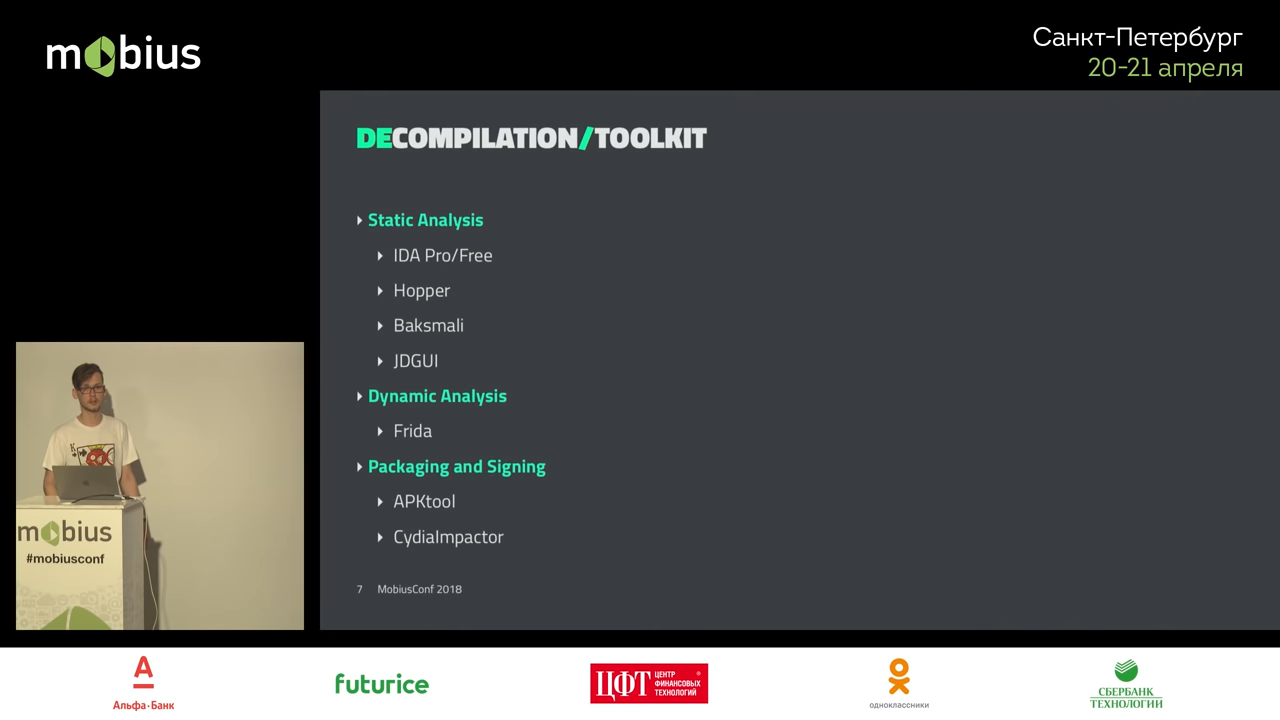 mobius
Санкт-Петербург
20-21 апреля
DECOMPILATION/TOOLKIT
Static Analysis
IDA Pro/Free
Hopper
Baksmali
JDGUI
Dynamic Analysis
Frida
Packaging and Signing
APKtool
CydiaImpactor
7 MobiusConf 2018
K
mobius
#mobiusconf
А
Альфа·Банк
futurice
ЦФТ
ЦЕНТР
ФИНАНСОВЫХ
ТЕХНОЛОГИЙ
®
одноклассники
СБЕРБАНК
ТЕХНОЛОГИИ